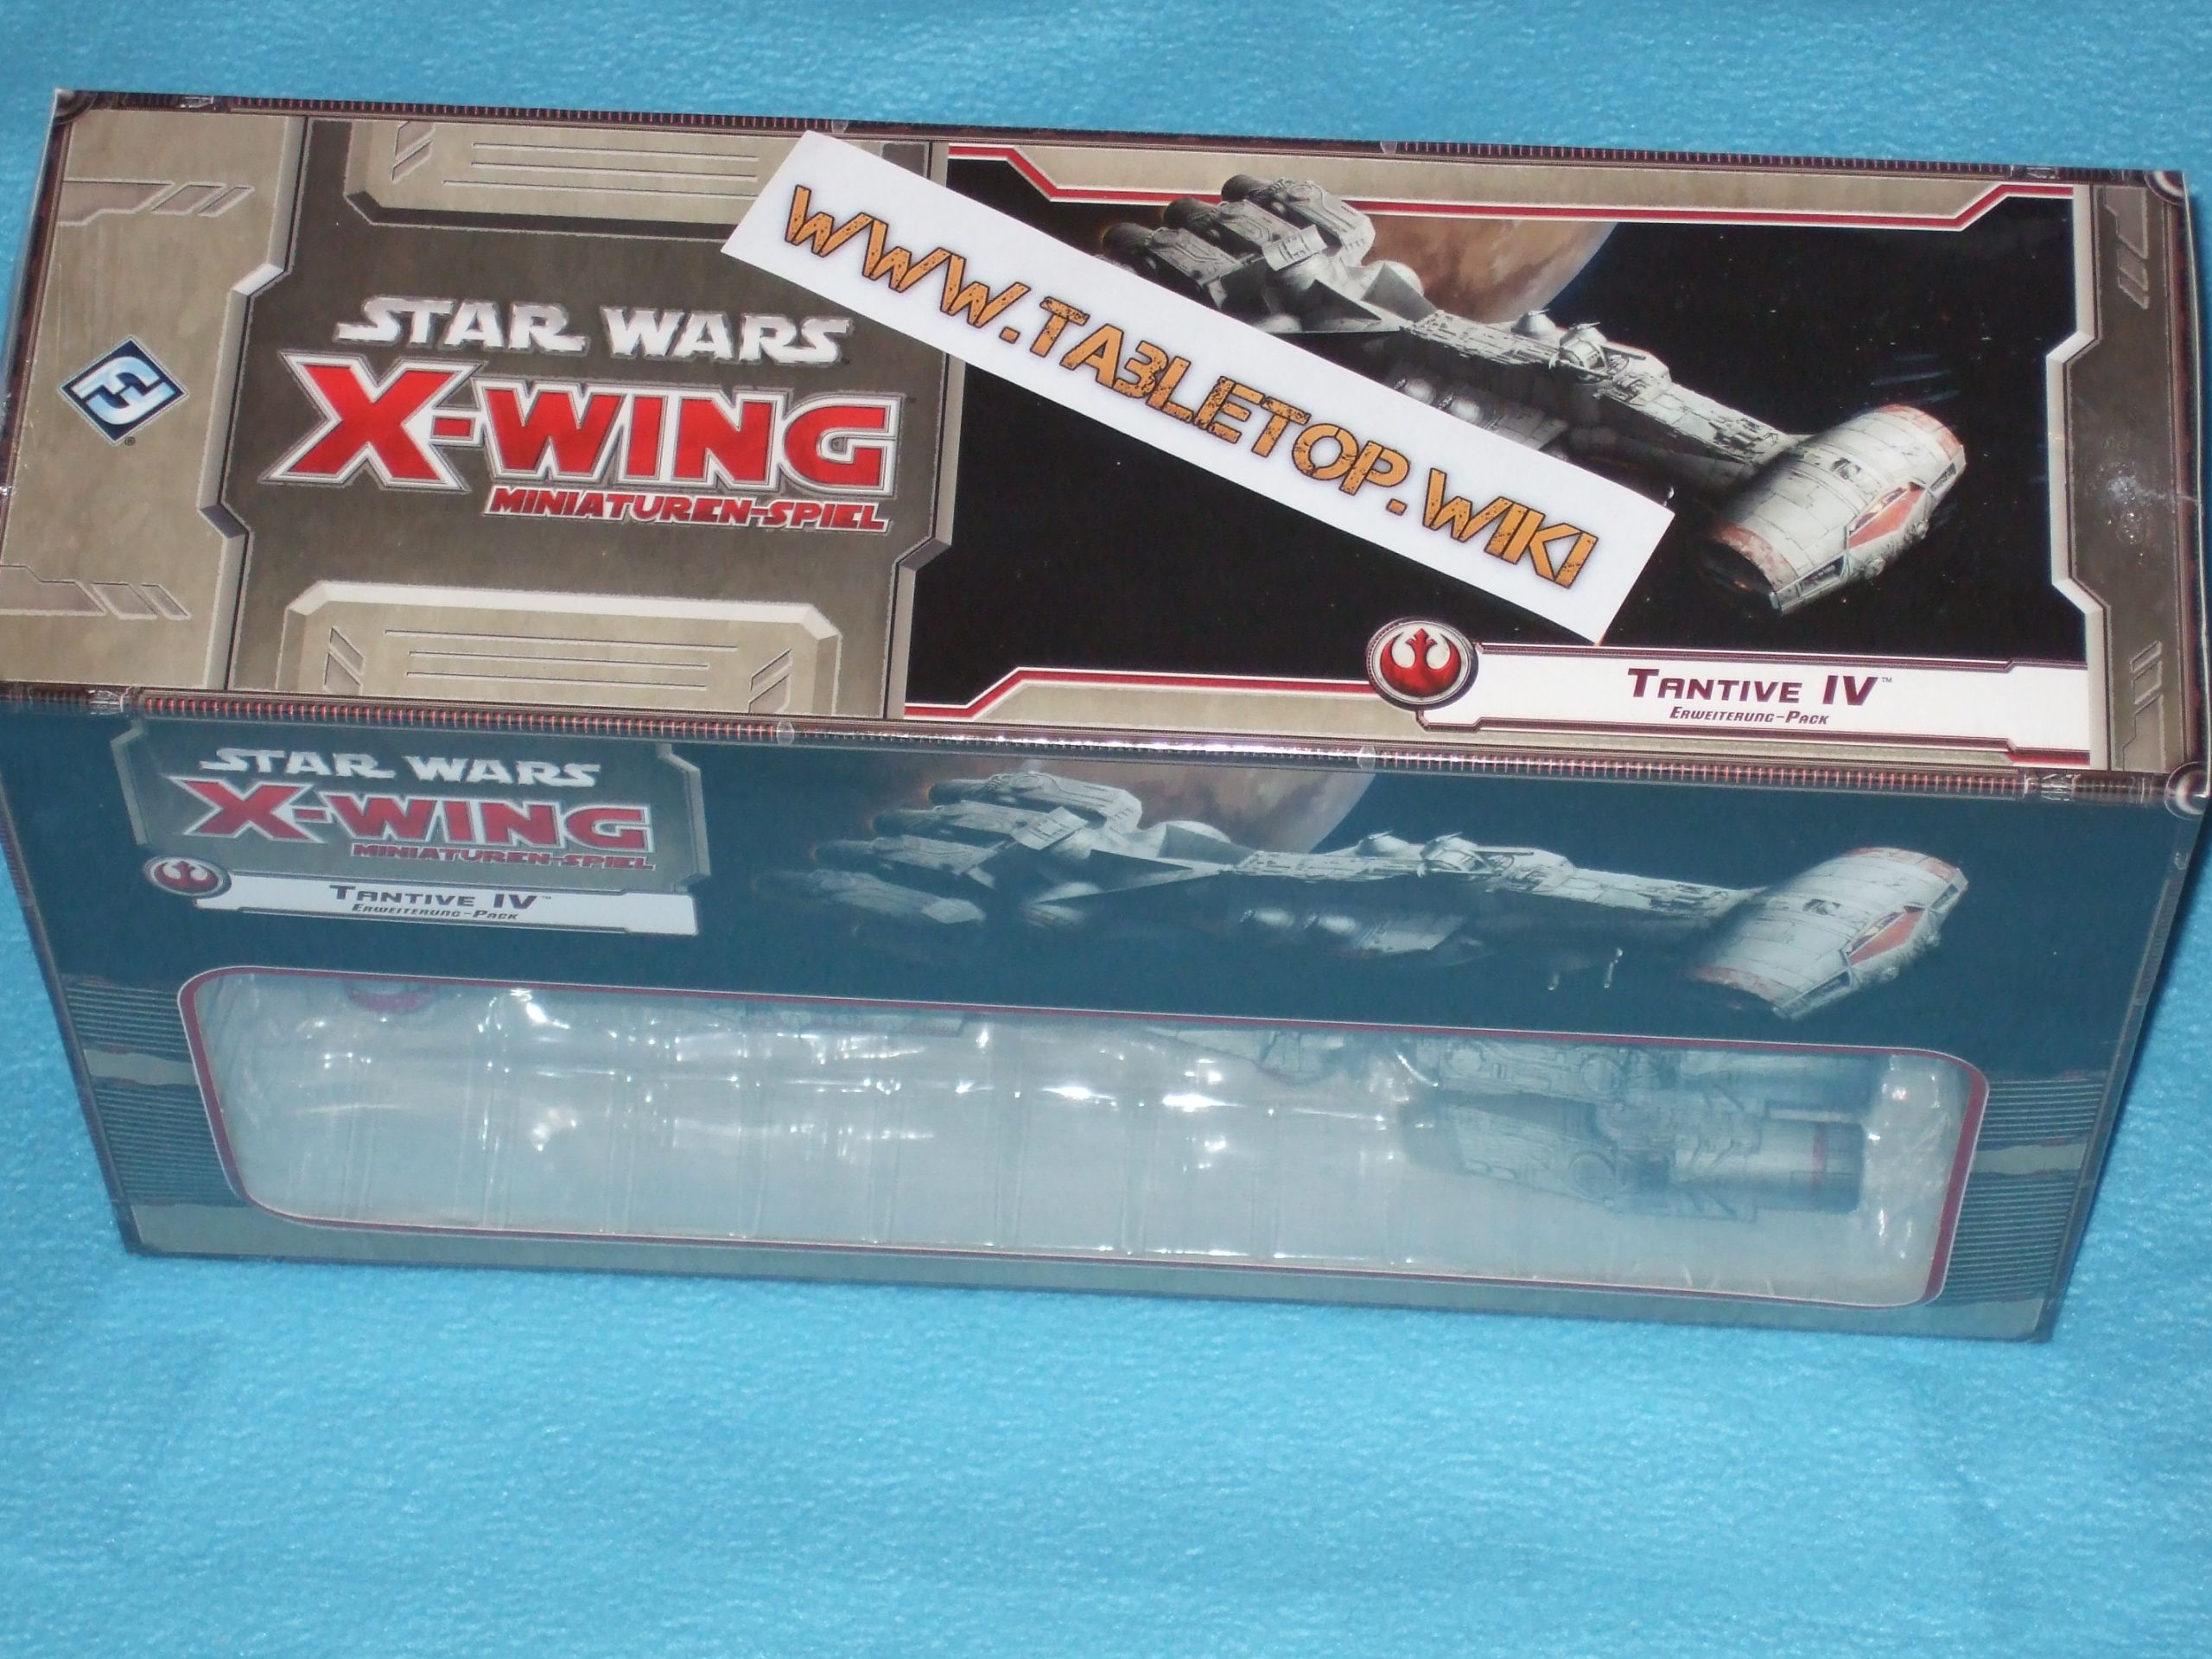 STAR WARS
X-WING
MINIATUREN-SPIEL
WWW.TA3LETOP.WIKI
TANTIVE IV™
ERWEITERUNG-PACK
STAR WARS
X-WING
MINIATUREN-SPIEL
TANTIVE IV™
ERWEITERUNG-PACK